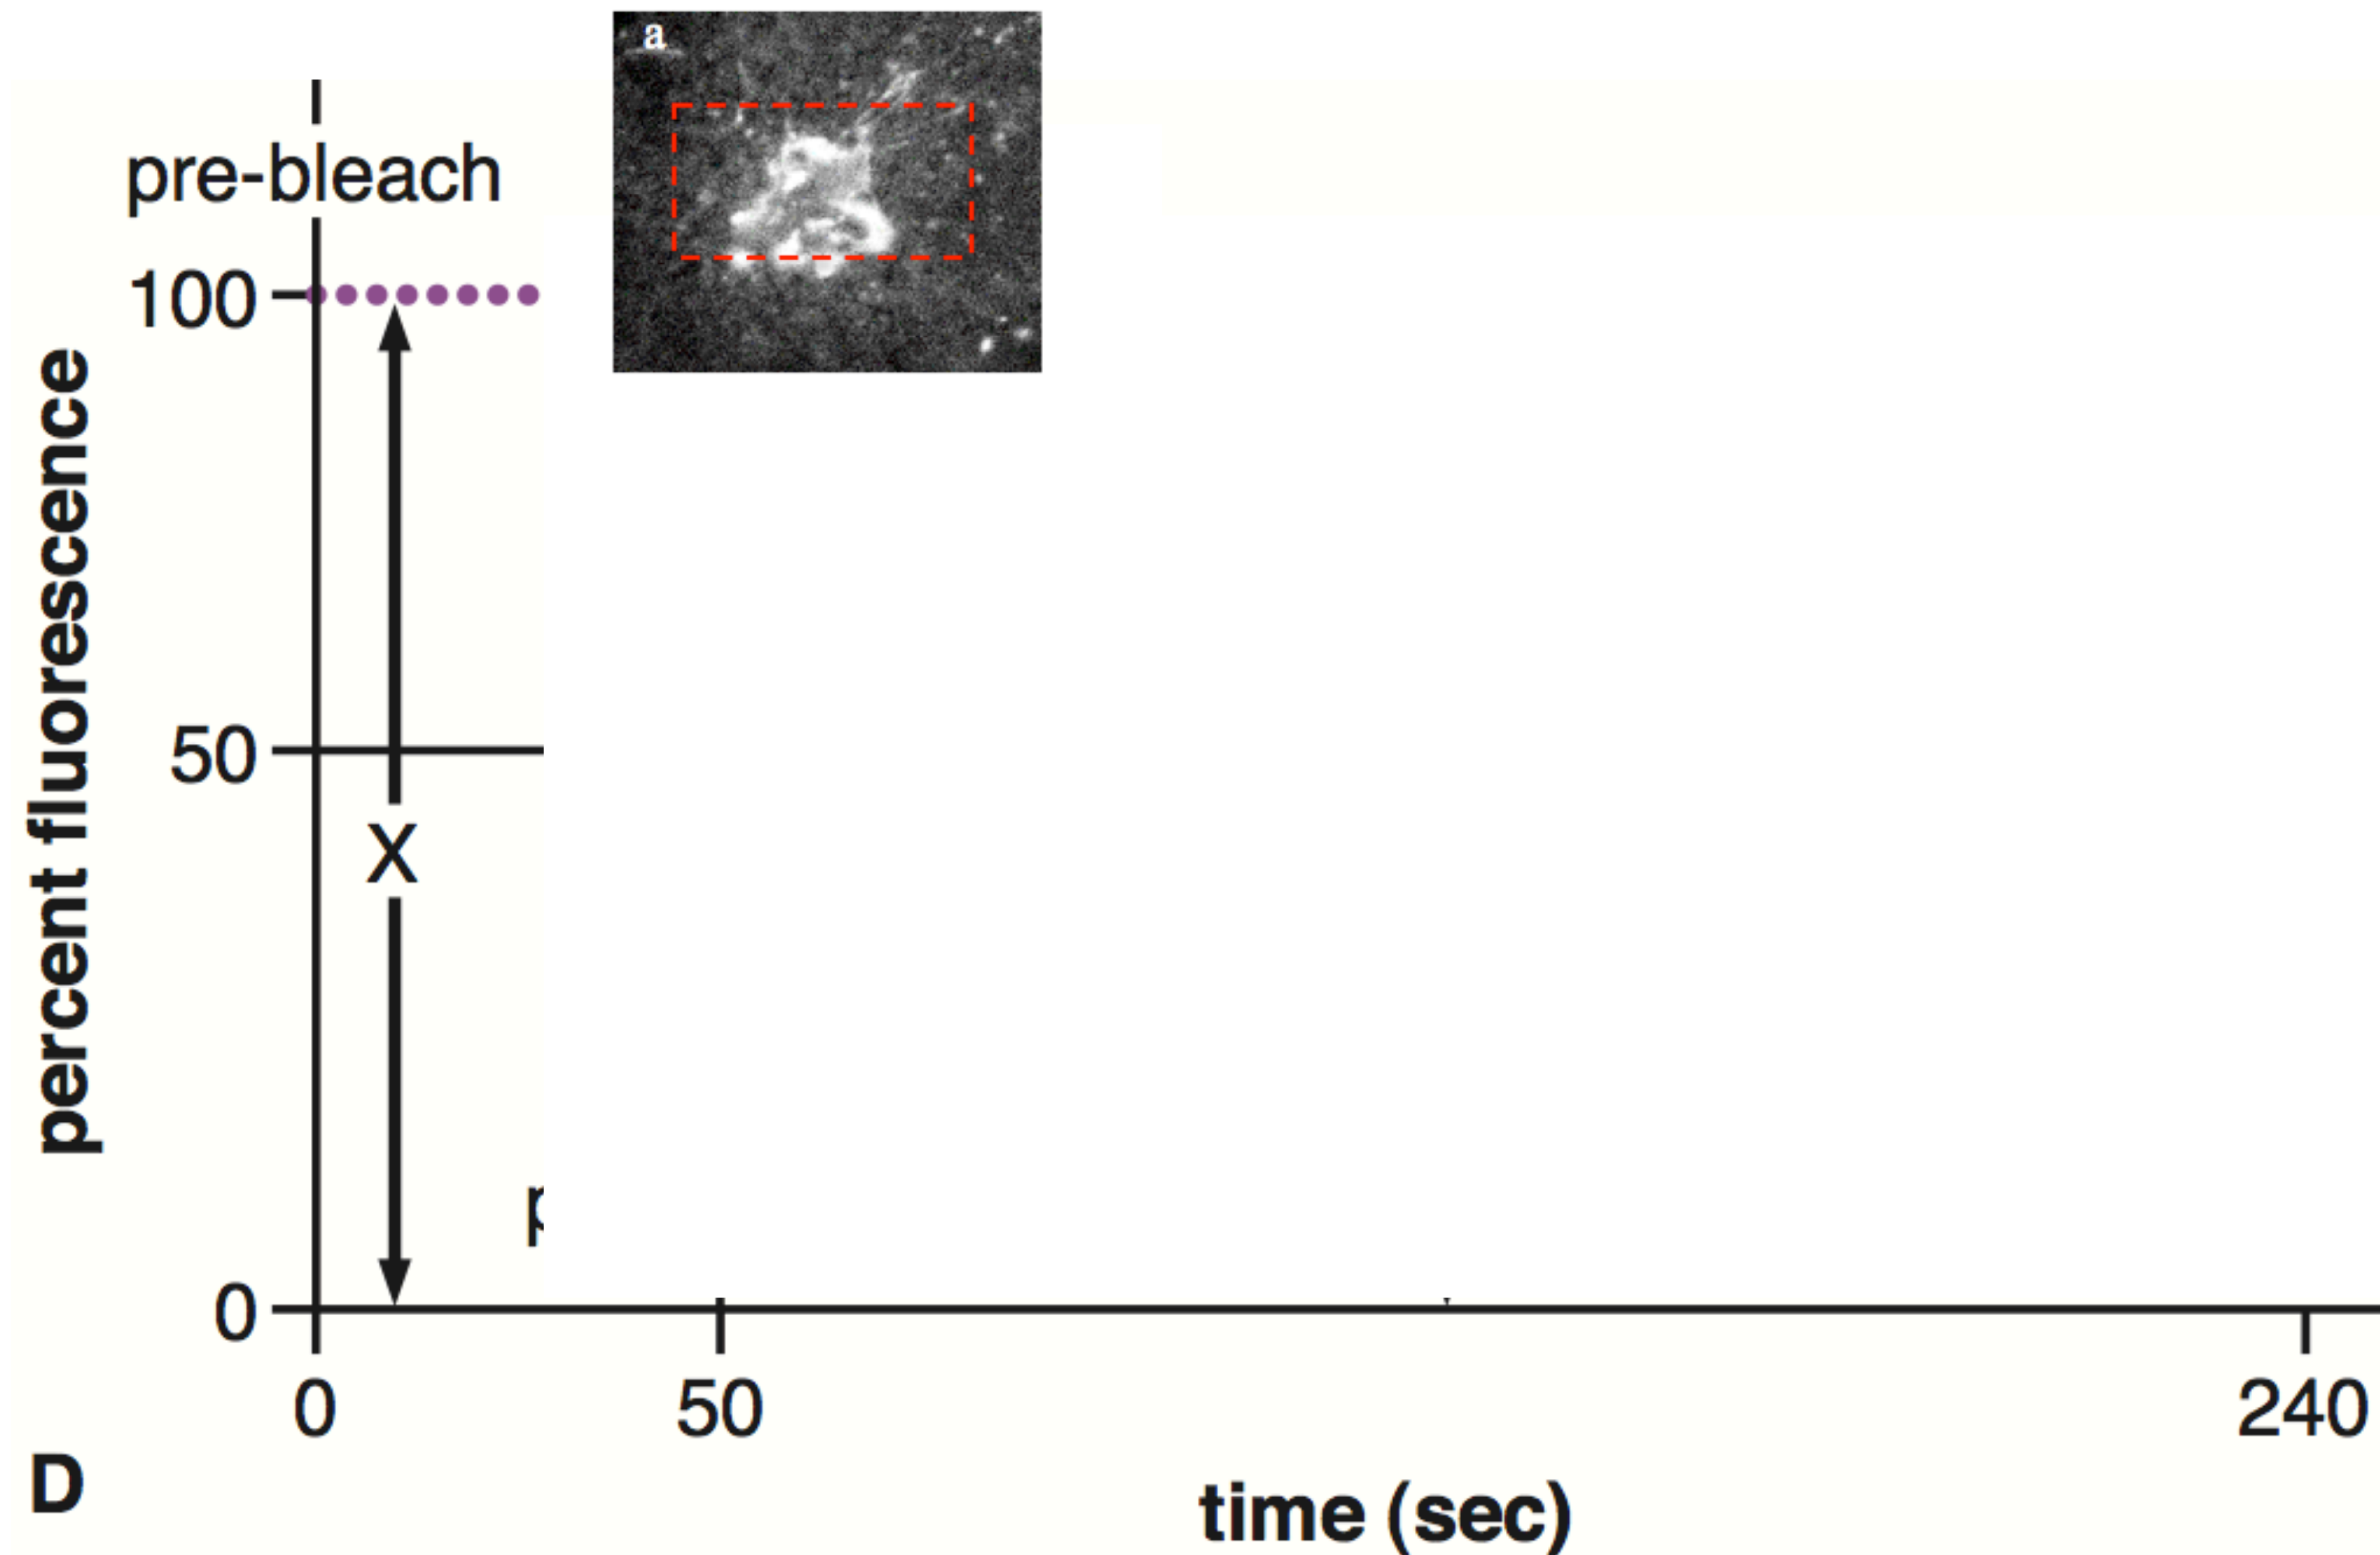 a
pre-bleach
100
percent fluorescence
50
X
p
0
0
50
240
D
time (sec)